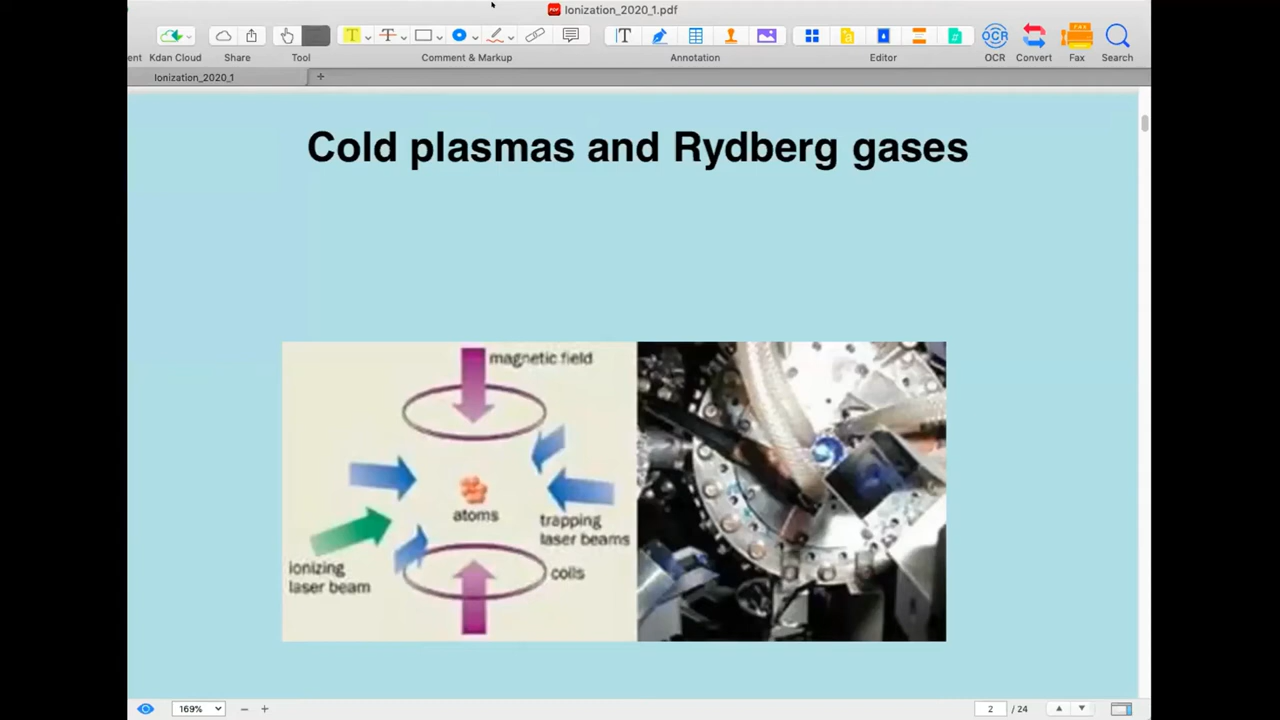 Ionization_2020_1.pdf
ent Kdan Cloud Share Tool Comment & Markup Annotation Editor OCR Convert Fax Search
Ionization_2020_1
Cold plasmas and Rydberg gases
magnetic field
atoms
trapping
laser beams
ionizing
laser beam
coils
169%
2 / 24